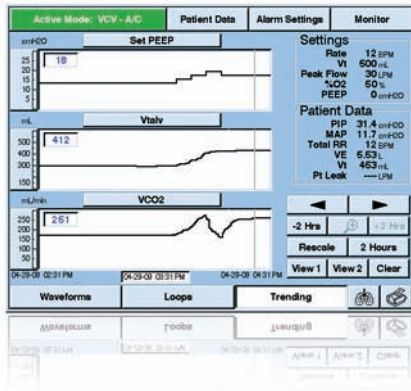 Active Mode: VCV - A/C Patient Data Alarm Settings Monitor
cmH2O Set PEEP
25
20
15
10
5
18
mL Vtalv
500
400
300
150
412
mL/min VCO2
250
200
150
100
50
251
04-29-09 02:31 PM 04-29-09 03:31 PM 04-29-09 04:31 PM
Settings
Rate 12 BPM
Vt 500 mL
Peak Flow 30 LPM
%O2 50 %
PEEP 0 cmH2O
Patient Data
PIP 31.4 cmH2O
MAP 11.7 cmH2O
Total RR 12 BPM
VE 5.53 L
Vt 453 mL
Pt Leak ---- LPM
-2 Hrs +2 Hrs
Rescale 2 Hours
View 1 View 2 Clear
Waveforms Loops Trending